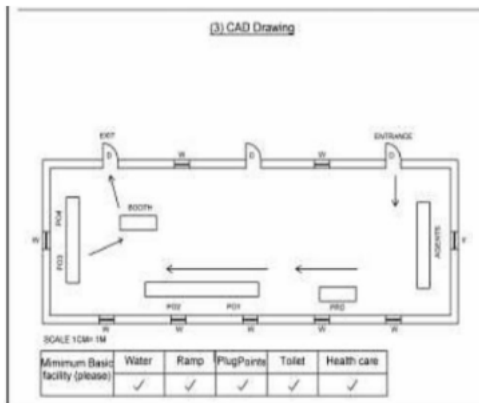 (3) CAD Drawing
EXIT
W
W
ENTRANCE
D
D
D
BOOTH
PO4
PO3
W
AGENTS
PO2
PO1
PRO
W
W
W
W
W
SCALE 1CM= 1M
Minimum Basic facility (please)
Water
Ramp
PlugPoints
Toilet
Health care
✓
✓
✓
✓
✓